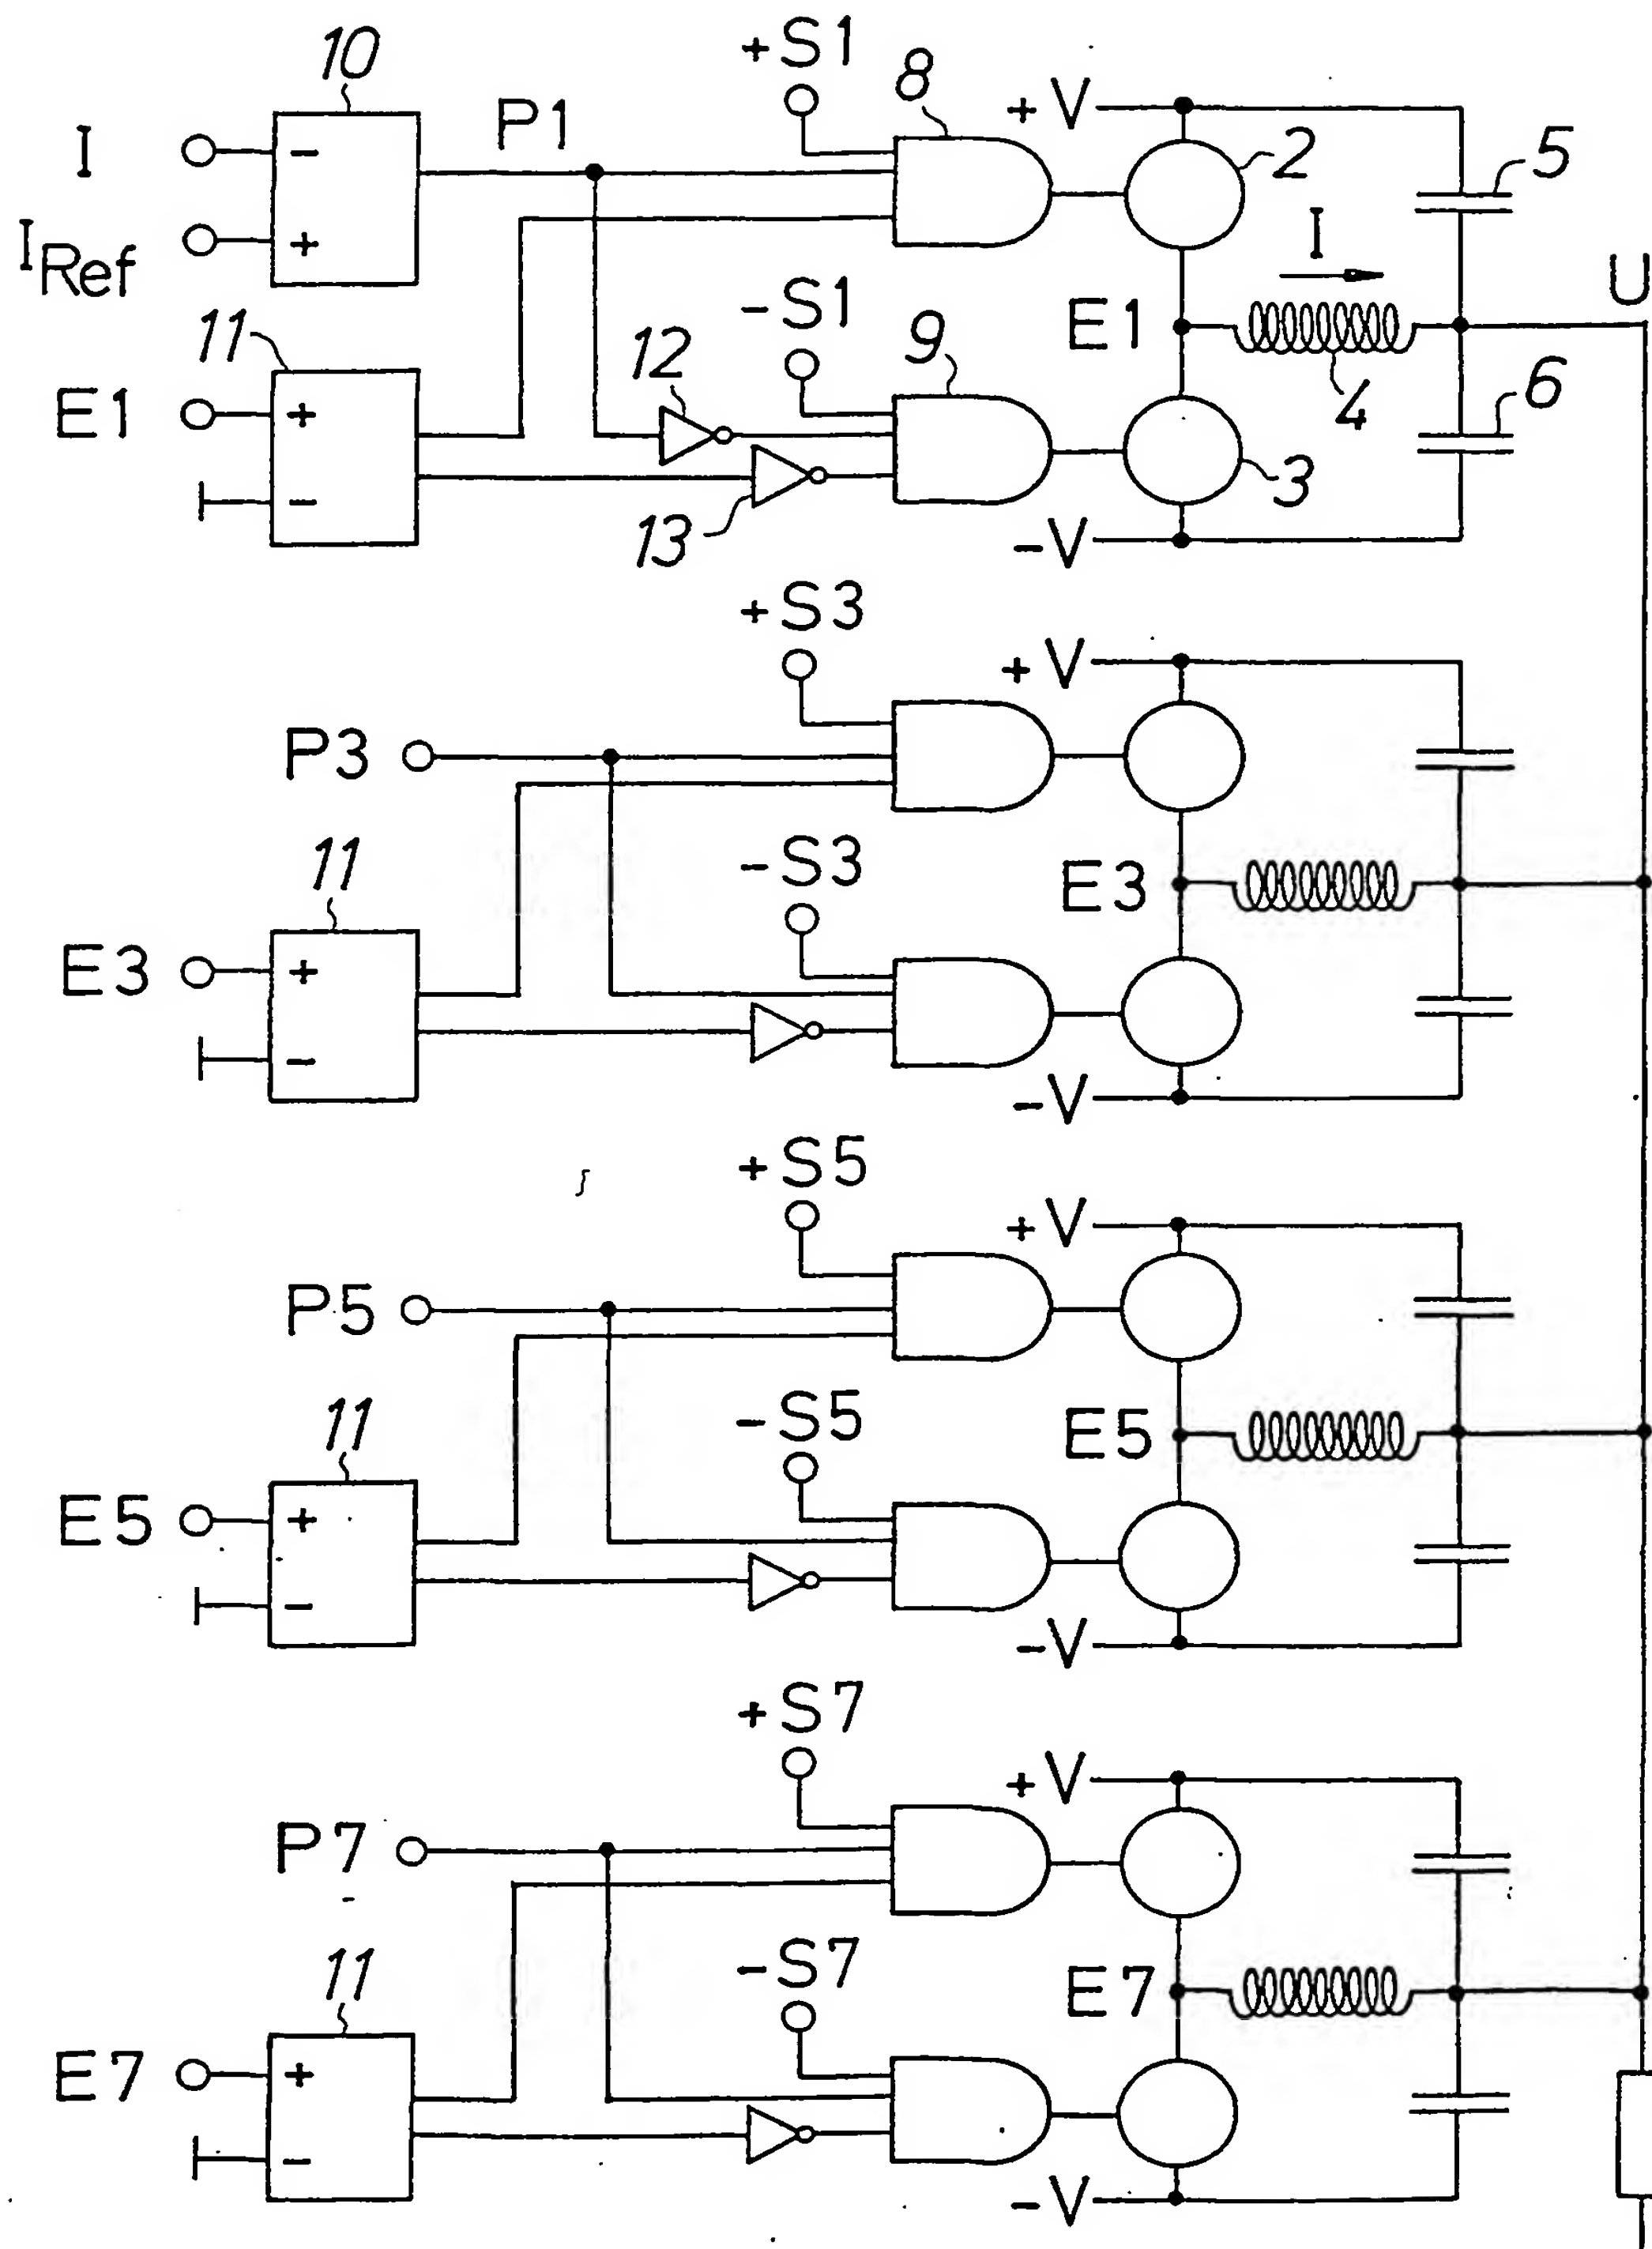 10
+S1
8
+V
P1
2
5
I
−
I
I Ref
+
U
−S1
E1
11
9
12
4
6
E1
+
−
3
13
−V
+S3
+V
P3
−S3
E3
11
E3
+
−
−V
+S5
+V
P5
−S5
E5
11
E5
+
−
−V
+S7
+V
P7
−S7
E7
11
E7
+
−
−V